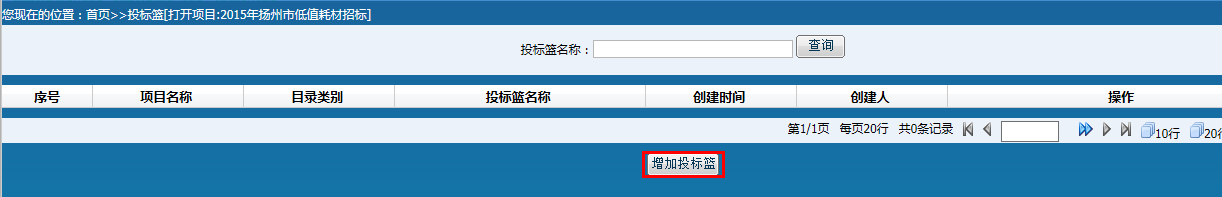 您现在的位置：首页>>投标篮[打开项目:2015年扬州市低值耗材招标]
投标篮名称： 查询
序号 项目名称 目录类别 投标篮名称 创建时间 创建人 操作
第1/1页 每页20行 共0条记录 10行 20行
增加投标篮